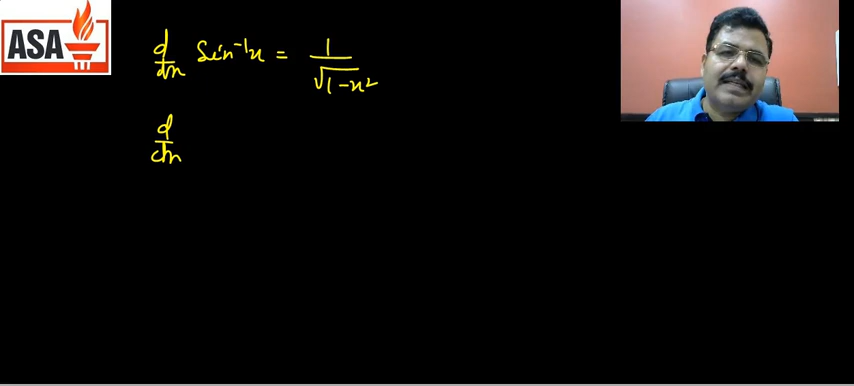 ASA
d/dx Sin⁻¹x = 1/√(1-x²)
d/dx